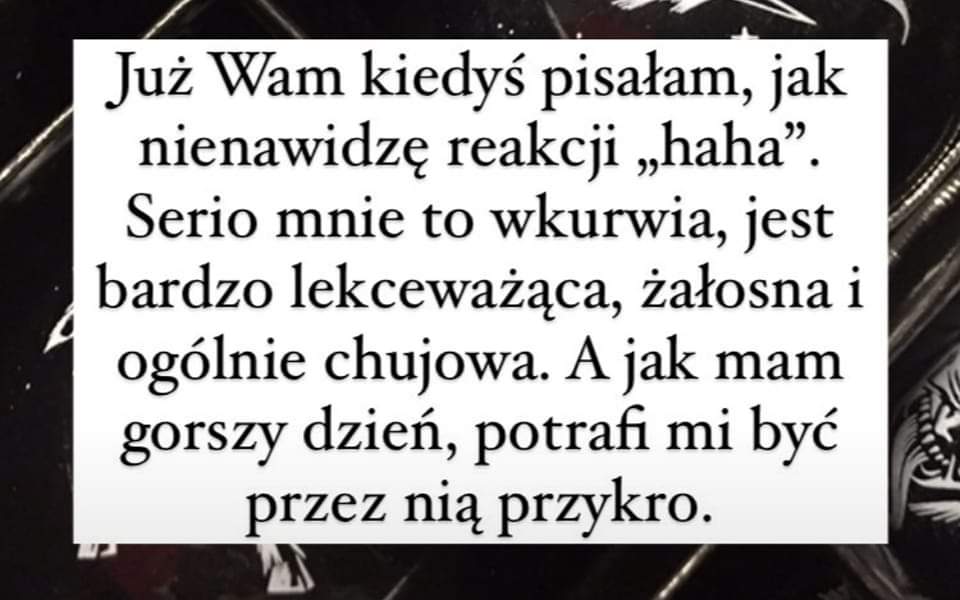 Już Wam kiedyś pisałam, jak
nienawidzę reakcji „haha”.
Serio mnie to wkurwia, jest
bardzo lekceważąca, żałosna i
ogólnie chujowa. A jak mam
gorszy dzień, potrafi mi być
przez nią przykro.